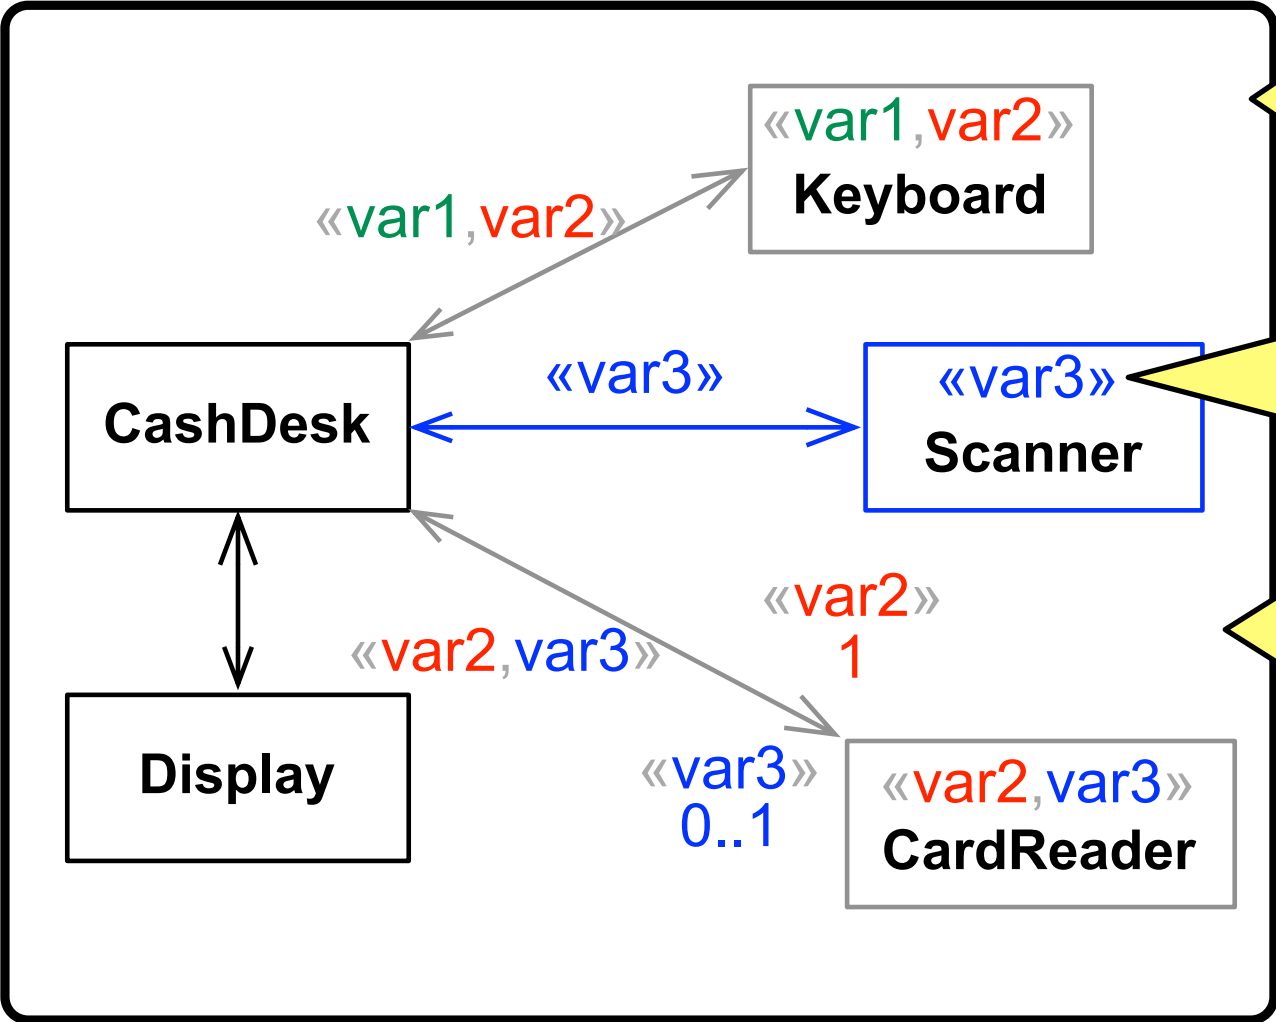 «var1,var2»
Keyboard
«var1,var2»
«var3»
«var3»
CashDesk
Scanner
«var2»
1
«var2,var3»
Display
«var3»
0..1
«var2,var3»
CardReader